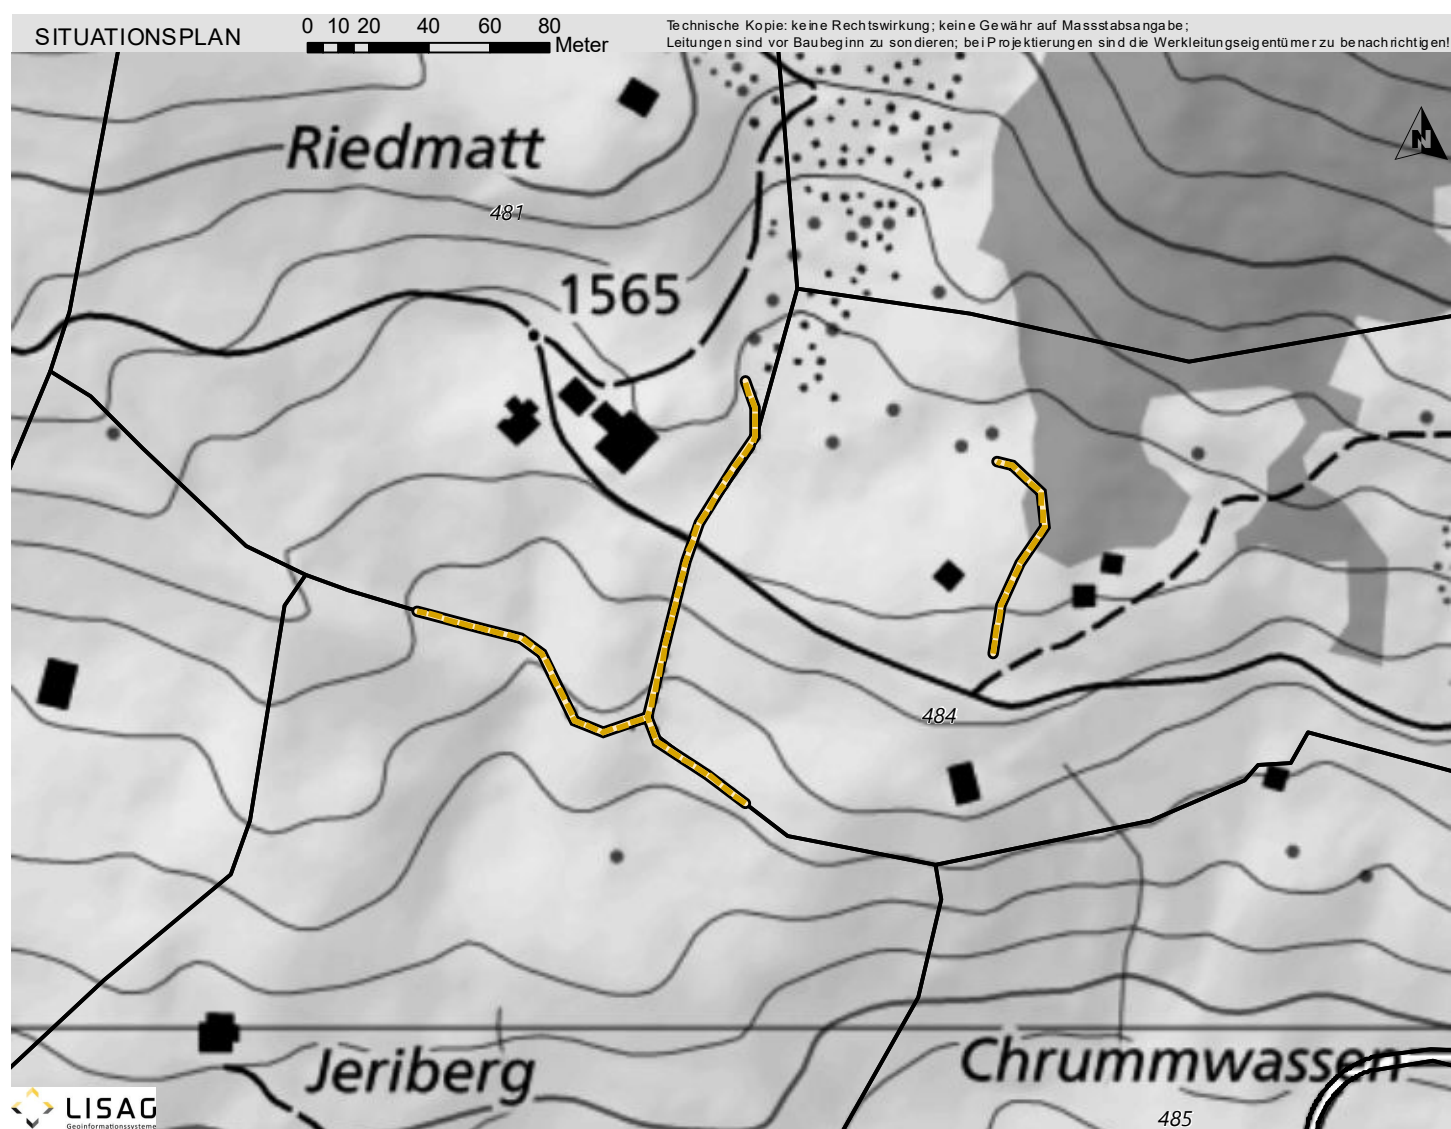 SITUATIONSPLAN
0 10 20 40 60 80
Meter
Technische Kopie: keine Rechtswirkung; keine Gewähr auf Massstabsangabe;
Leitungen sind vor Baubeginn zu sondieren; bei Projektierungen sind die Werkleitungseigentümer zu benachrichtigen!
N
Riedmatt
481
1565
484
Jeriberg
Chrummwassen
485
LISAG
Geoinformationssysteme